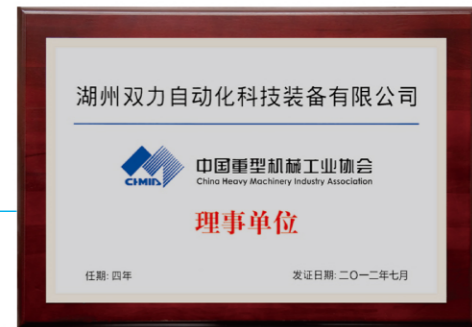 湖州双力自动化科技装备有限公司
CHMIA
中国重型机械工业协会
China Heavy Machinery Industry Association
理事单位
任期: 四年
发证日期: 二〇一二年七月